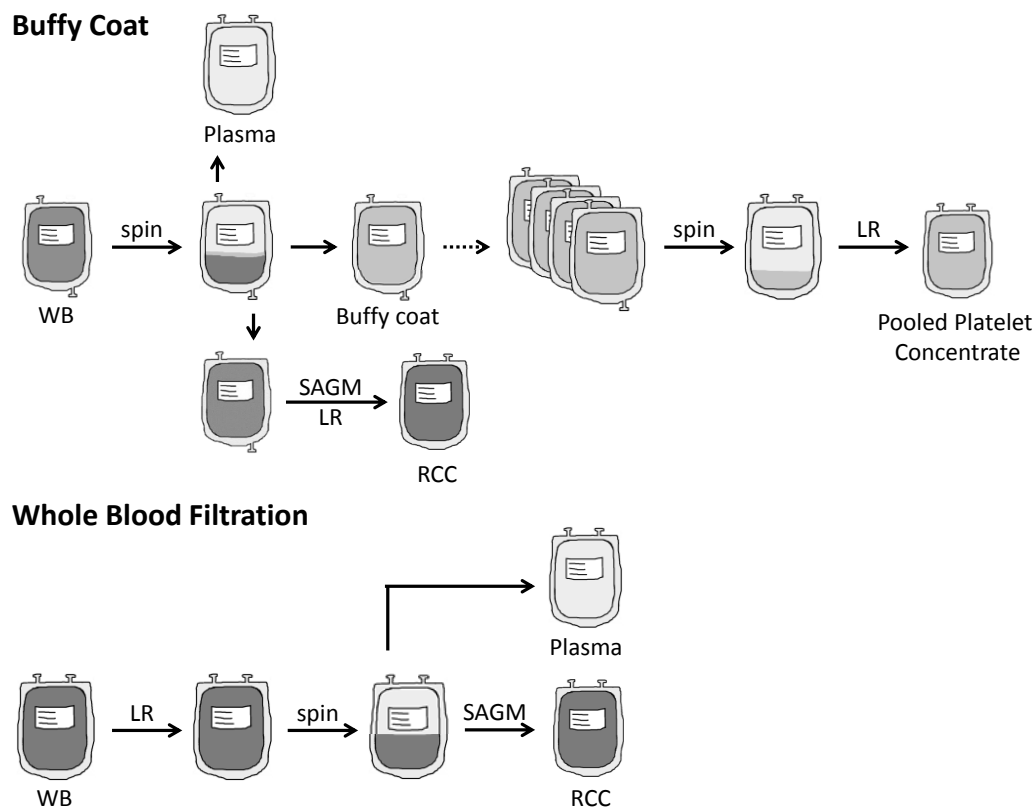 Buffy Coat
Plasma
spin
spin
LR
WB
Buffy coat
Pooled Platelet
Concentrate
SAGM
LR
RCC
Whole Blood Filtration
Plasma
LR
spin
SAGM
WB
RCC